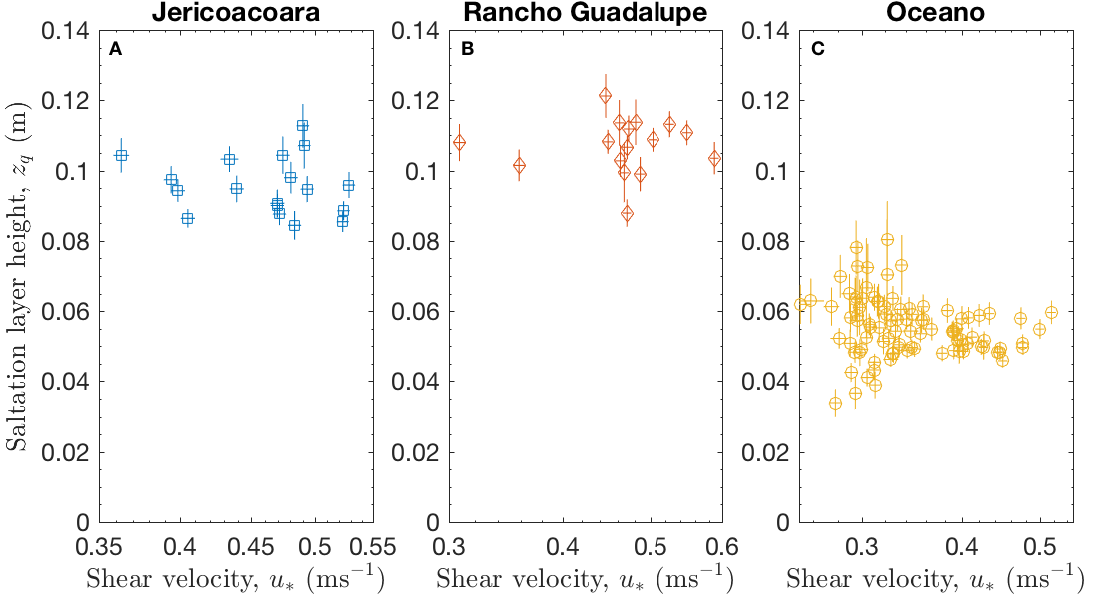 Jericoacoara
Rancho Guadalupe
Oceano
A
B
C
Saltation layer height, z_q (m)
0.14
0.12
0.1
0.08
0.06
0.04
0.02
0
0.14
0.12
0.1
0.08
0.06
0.04
0.02
0
0.14
0.12
0.1
0.08
0.06
0.04
0.02
0
0.35 0.4 0.5 0.55
0.3 0.4 0.5 0.6
0.3 0.4 0.5
Shear velocity, u_* (ms^{-1})
Shear velocity, u_* (ms^{-1})
Shear velocity, u_* (ms^{-1})